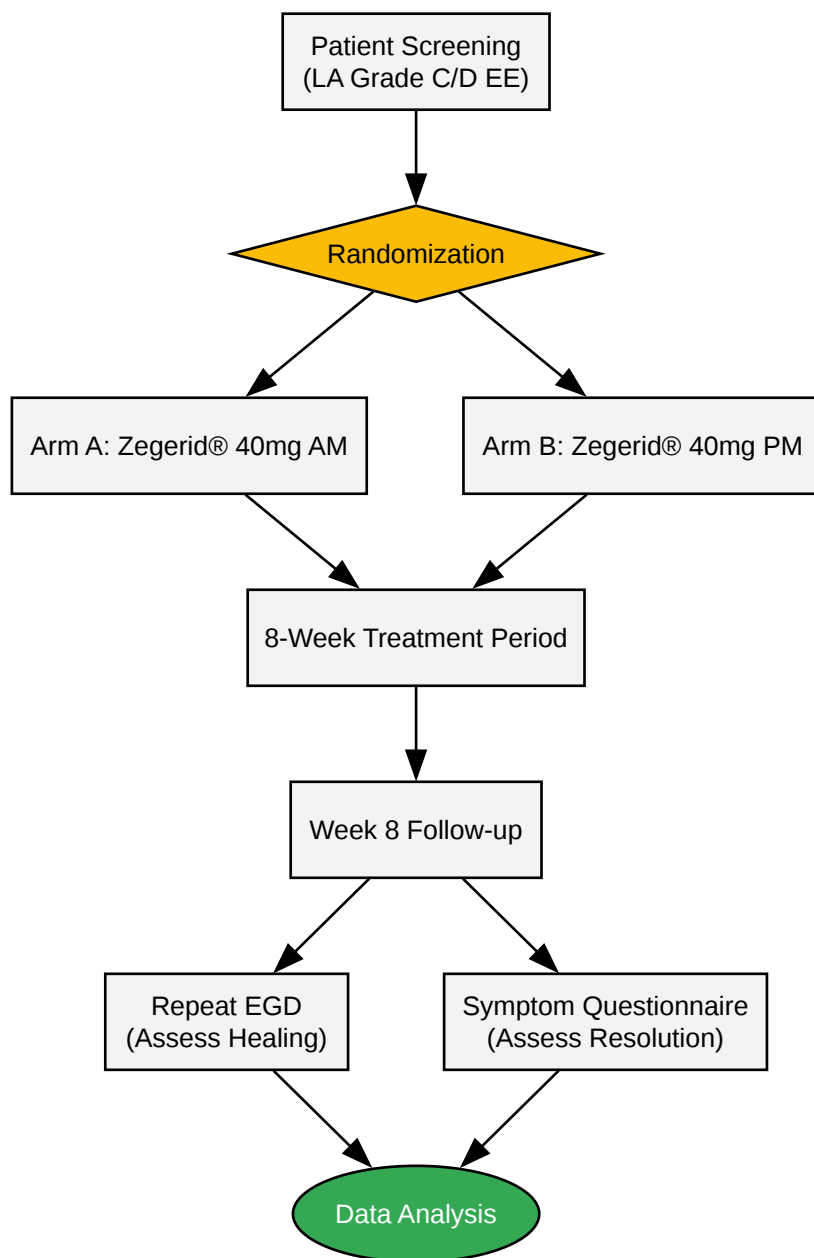 Patient Screening
(LA Grade C/D EE)
Randomization
Arm A: Zegerid® 40mg AM
Arm B: Zegerid® 40mg PM
8-Week Treatment Period
Week 8 Follow-up
Repeat EGD
(Assess Healing)
Symptom Questionnaire
(Assess Resolution)
Data Analysis